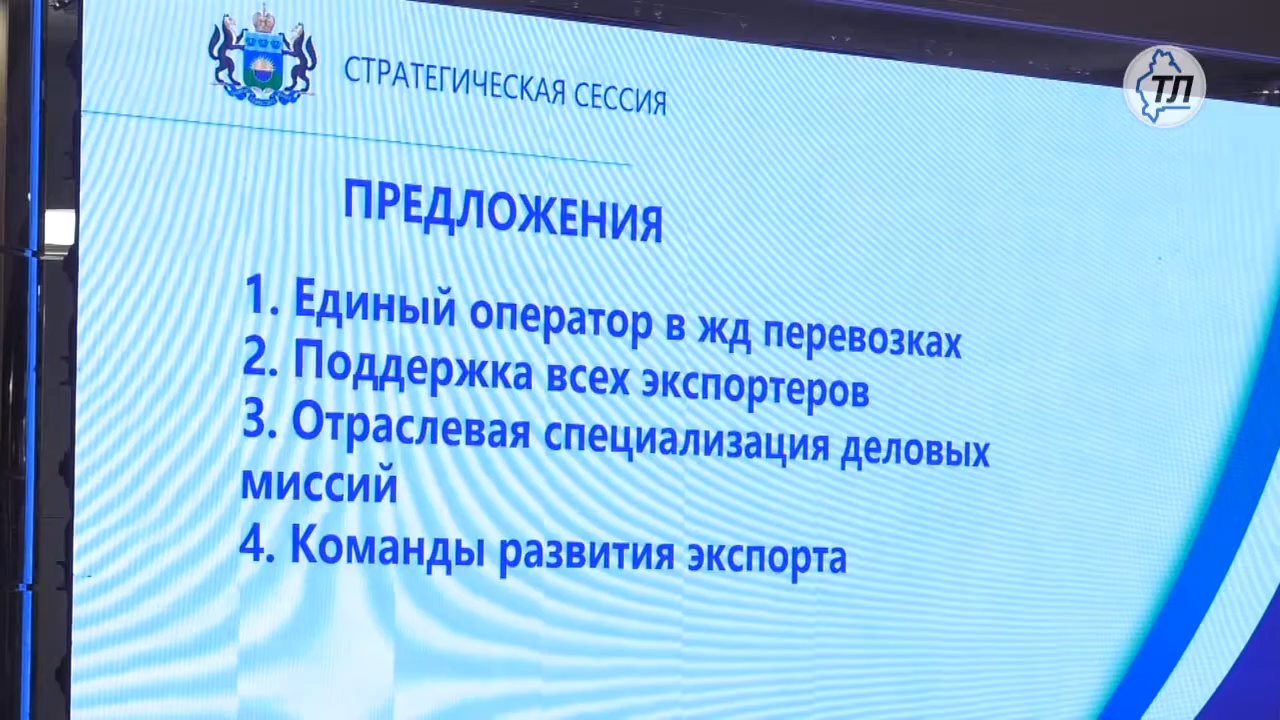 СТРАТЕГИЧЕСКАЯ СЕССИЯ
ТЛ
ПРЕДЛОЖЕНИЯ
1. Единый оператор в жд перевозках
2. Поддержка всех экспортеров
3. Отраслевая специализация деловых
миссий
4. Команды развития экспорта